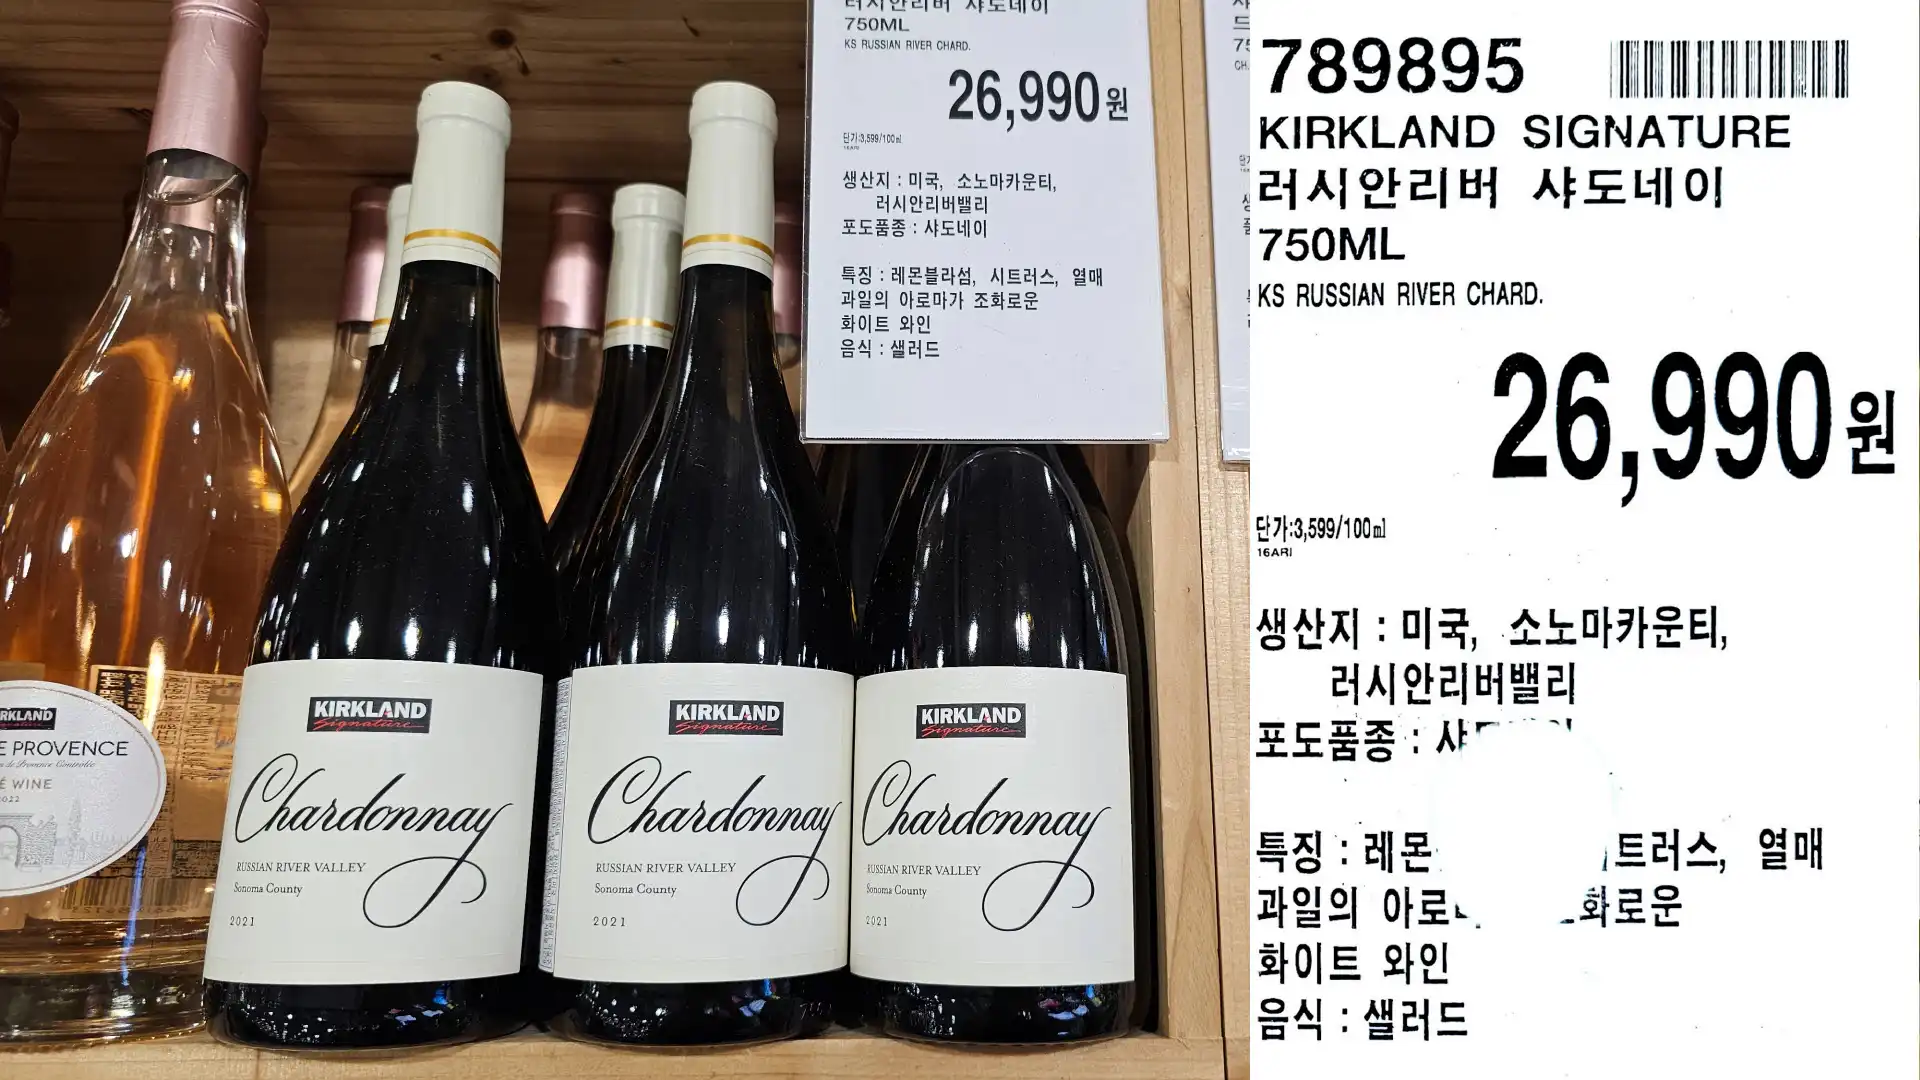 러시안리버 샤도네이
750ML
KS RUSSIAN RIVER CHARD.
26,990원
단가:3,599/100㎖
16ARI
생산지 : 미국, 소노마카운티,
러시안리버밸리
포도품종 : 샤도네이
특징 : 레몬블라섬, 시트러스, 열매
과일의 아로마가 조화로운
화이트 와인
음식 : 샐러드
KIRKLAND
Signature
Chardonnay
RUSSIAN RIVER VALLEY
Sonoma County
2021
KIRKLAND
Signature
Chardonnay
RUSSIAN RIVER VALLEY
Sonoma County
2021
KIRKLAND
Signature
Chardonnay
RUSSIAN RIVER VALLEY
Sonoma County
2021
PROVENCE
WINE
789895
KIRKLAND SIGNATURE
러시안리버 샤도네이
750ML
KS RUSSIAN RIVER CHARD.
26,990원
단가:3,599/100㎖
16ARI
생산지 : 미국, 소노마카운티,
러시안리버밸리
포도품종 : 샤
특징 : 레몬 트러스, 열매
과일의 아로 화로운
화이트 와인
음식 : 샐러드